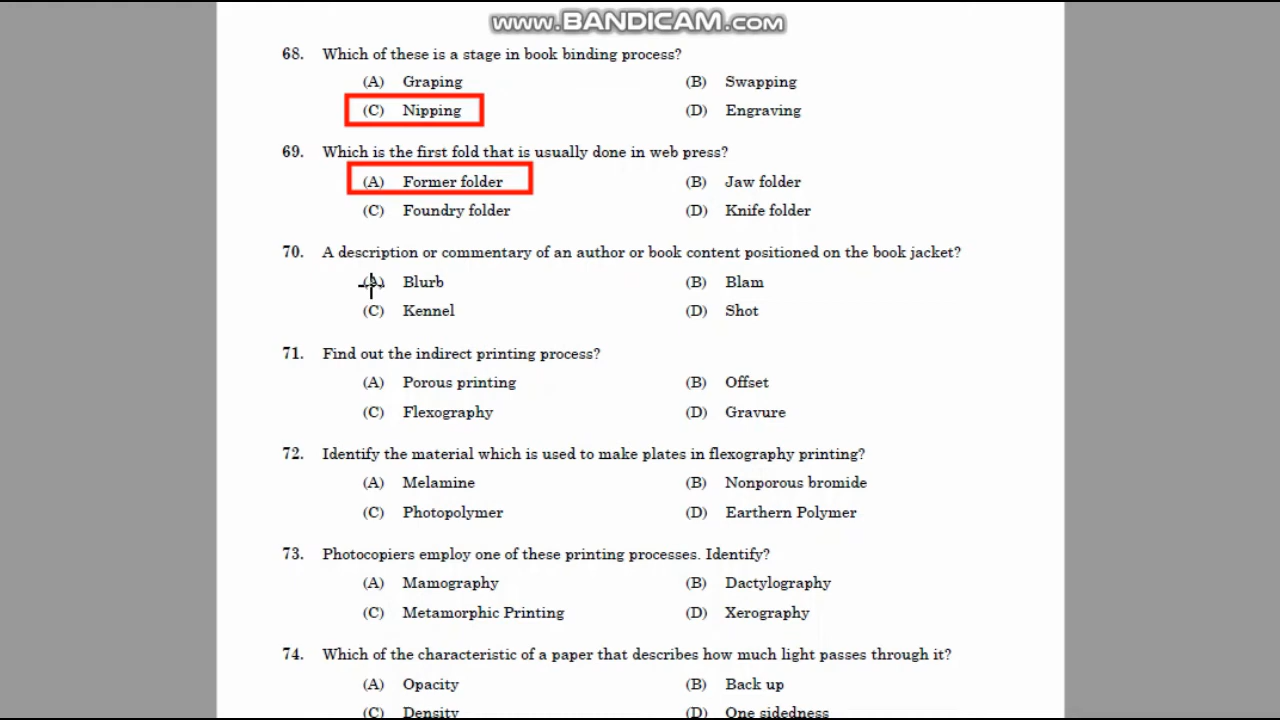 www.BANDICAM.com
68. Which of these is a stage in book binding process?
(A) Graping (B) Swapping
(C) Nipping (D) Engraving
69. Which is the first fold that is usually done in web press?
(A) Former folder (B) Jaw folder
(C) Foundry folder (D) Knife folder
70. A description or commentary of an author or book content positioned on the book jacket?
(A) Blurb (B) Blam
(C) Kennel (D) Shot
71. Find out the indirect printing process?
(A) Porous printing (B) Offset
(C) Flexography (D) Gravure
72. Identify the material which is used to make plates in flexography printing?
(A) Melamine (B) Nonporous bromide
(C) Photopolymer (D) Earthern Polymer
73. Photocopiers employ one of these printing processes. Identify?
(A) Mamography (B) Dactylography
(C) Metamorphic Printing (D) Xerography
74. Which of the characteristic of a paper that describes how much light passes through it?
(A) Opacity (B) Back up
(C) Density (D) One sidedness